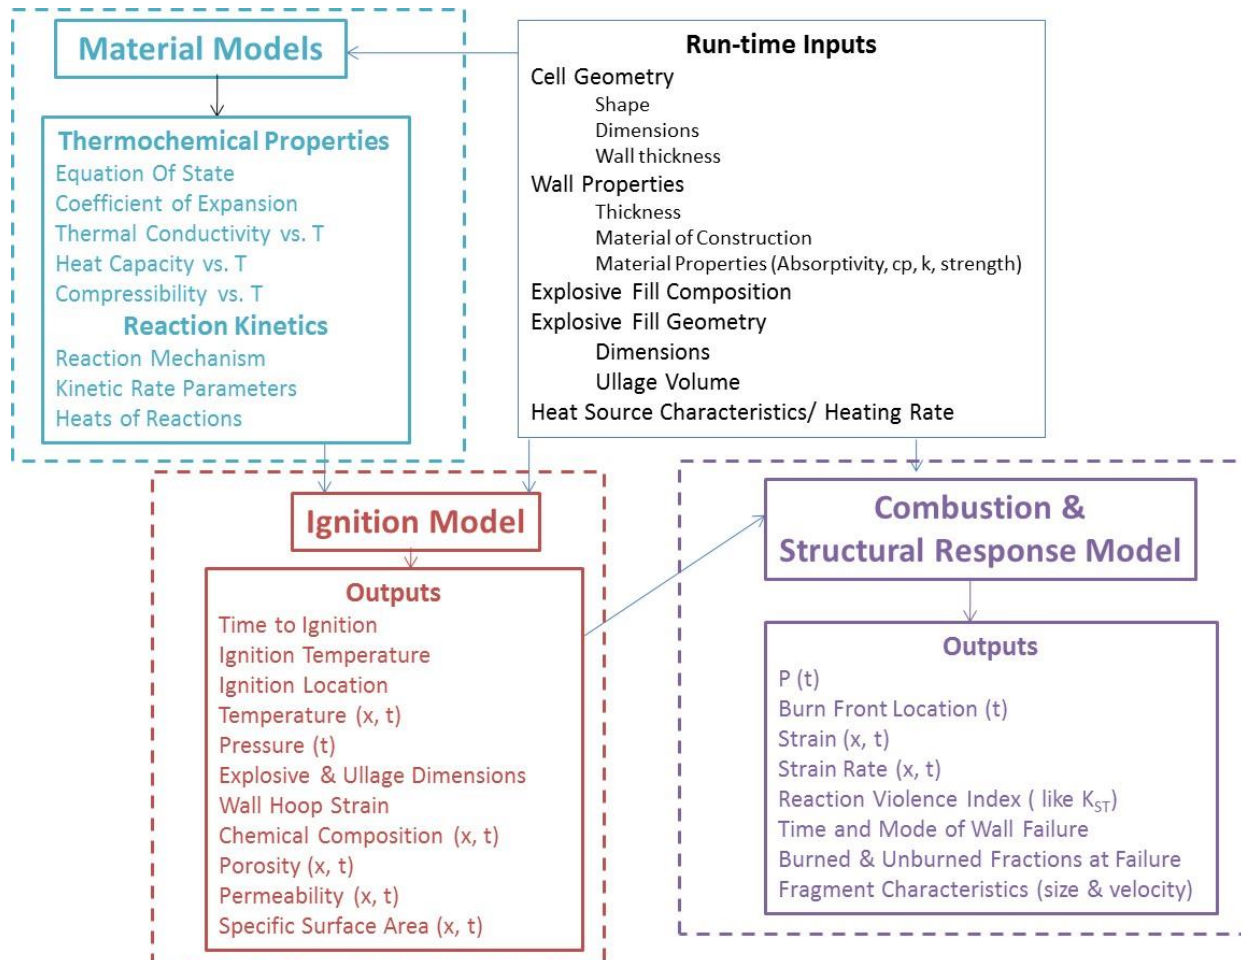 Material Models
Thermochemical Properties
Equation Of State
Coefficient of Expansion
Thermal Conductivity vs. T
Heat Capacity vs. T
Compressibility vs. T
Reaction Kinetics
Reaction Mechanism
Kinetic Rate Parameters
Heats of Reactions
Run-time Inputs
Cell Geometry
Shape
Dimensions
Wall thickness
Wall Properties
Thickness
Material of Construction
Material Properties (Absorptivity, cp, k, strength)
Explosive Fill Composition
Explosive Fill Geometry
Dimensions
Ullage Volume
Heat Source Characteristics/ Heating Rate
Ignition Model
Outputs
Time to Ignition
Ignition Temperature
Ignition Location
Temperature (x, t)
Pressure (t)
Explosive & Ullage Dimensions
Wall Hoop Strain
Chemical Composition (x, t)
Porosity (x, t)
Permeability (x, t)
Specific Surface Area (x, t)
Combustion &
Structural Response Model
Outputs
P (t)
Burn Front Location (t)
Strain (x, t)
Strain Rate (x, t)
Reaction Violence Index ( like KST)
Time and Mode of Wall Failure
Burned & Unburned Fractions at Failure
Fragment Characteristics (size & velocity)